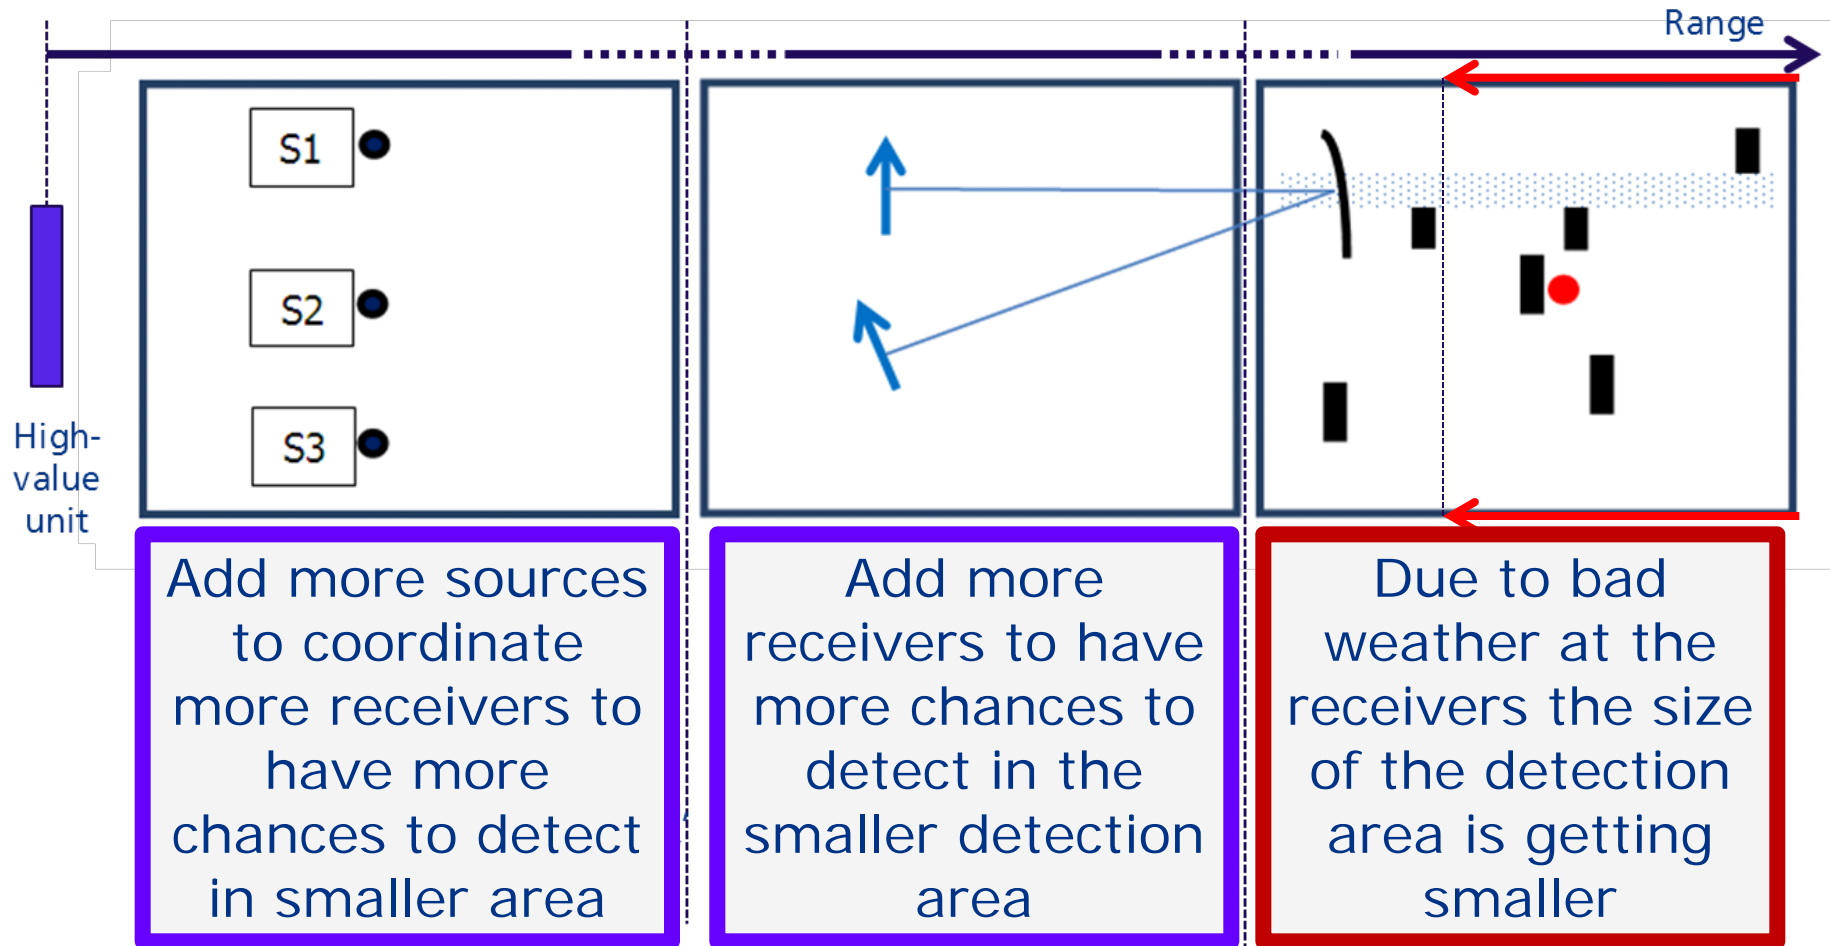 Range
S1
S2
S3
High-
value
unit
Add more sources
to coordinate
more receivers to
have more
chances to detect
in smaller area
Add more
receivers to have
more chances to
detect in the
smaller detection
area
Due to bad
weather at the
receivers the size
of the detection
area is getting
smaller